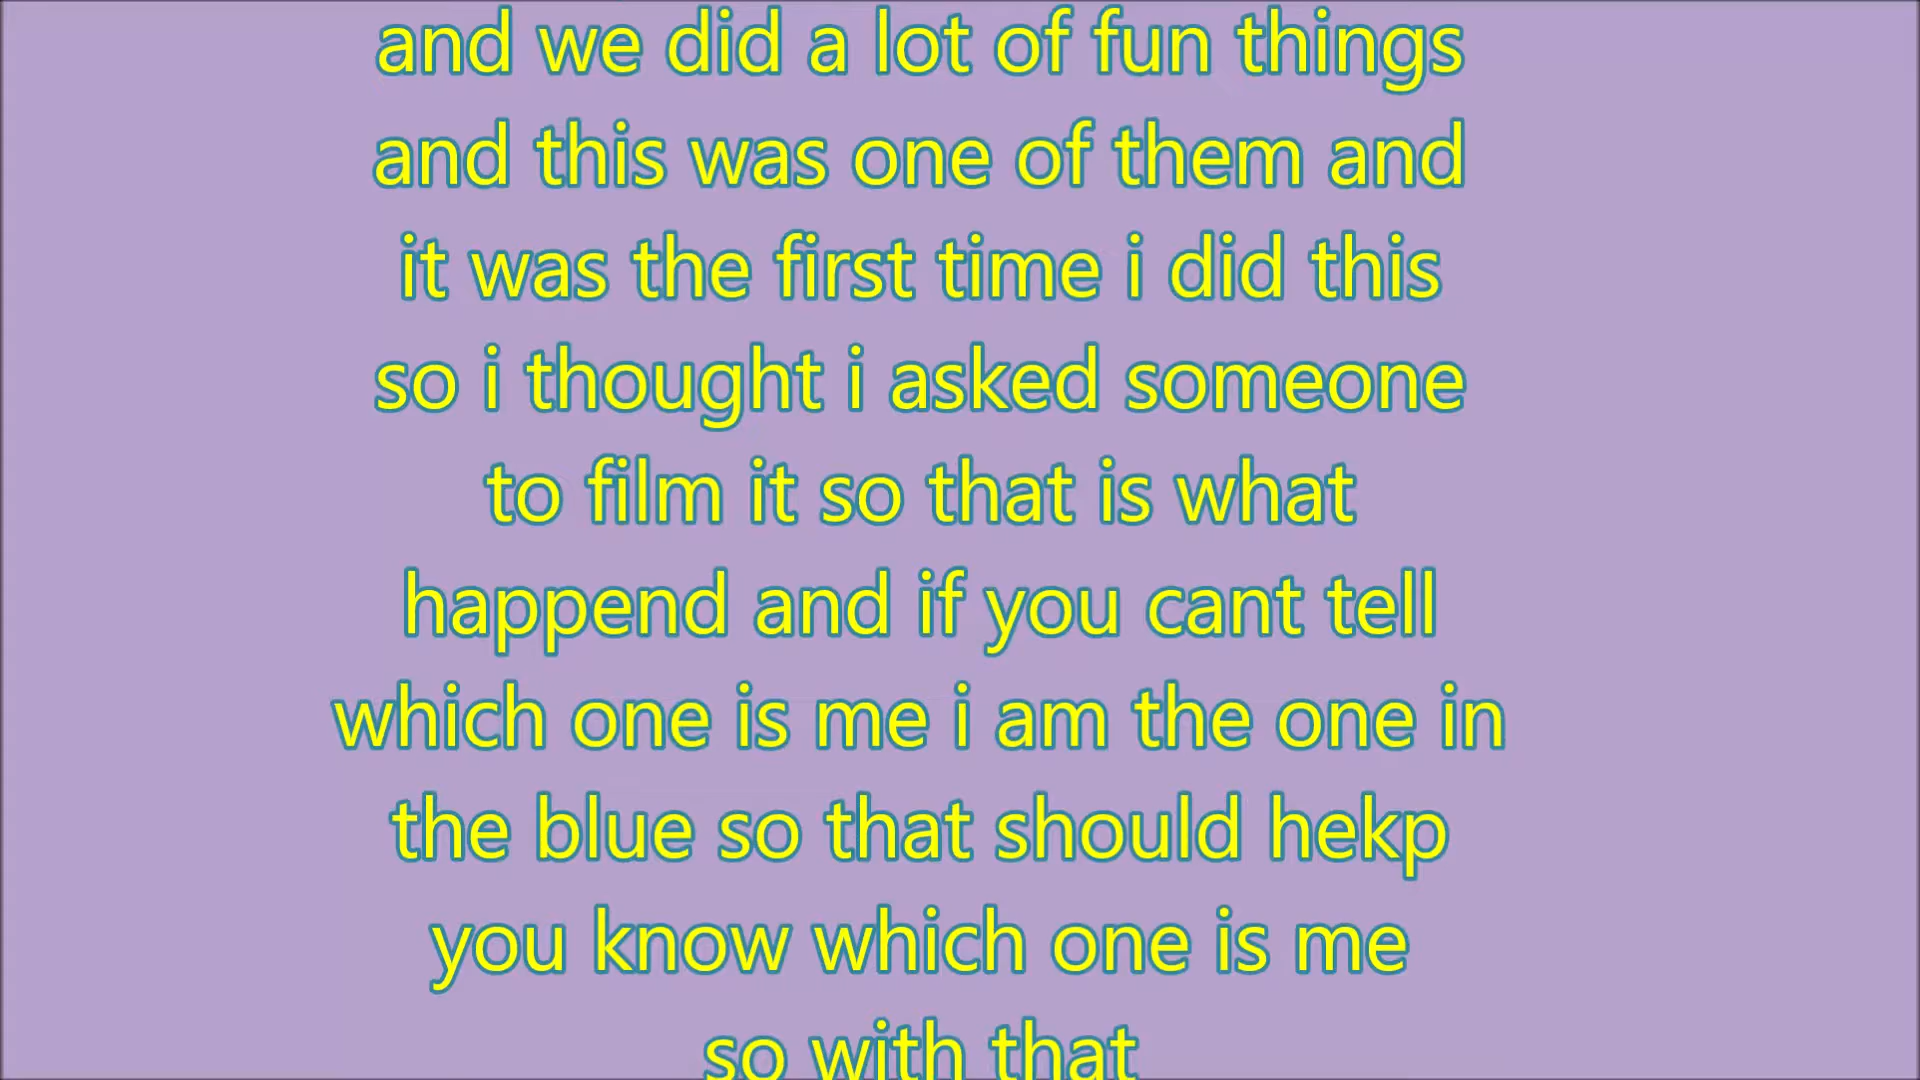 and we did a lot of fun things
and this was one of them and
it was the first time i did this
so i thought i asked someone
to film it so that is what
happend and if you cant tell
which one is me i am the one in
the blue so that should hekp
you know which one is me
so with that